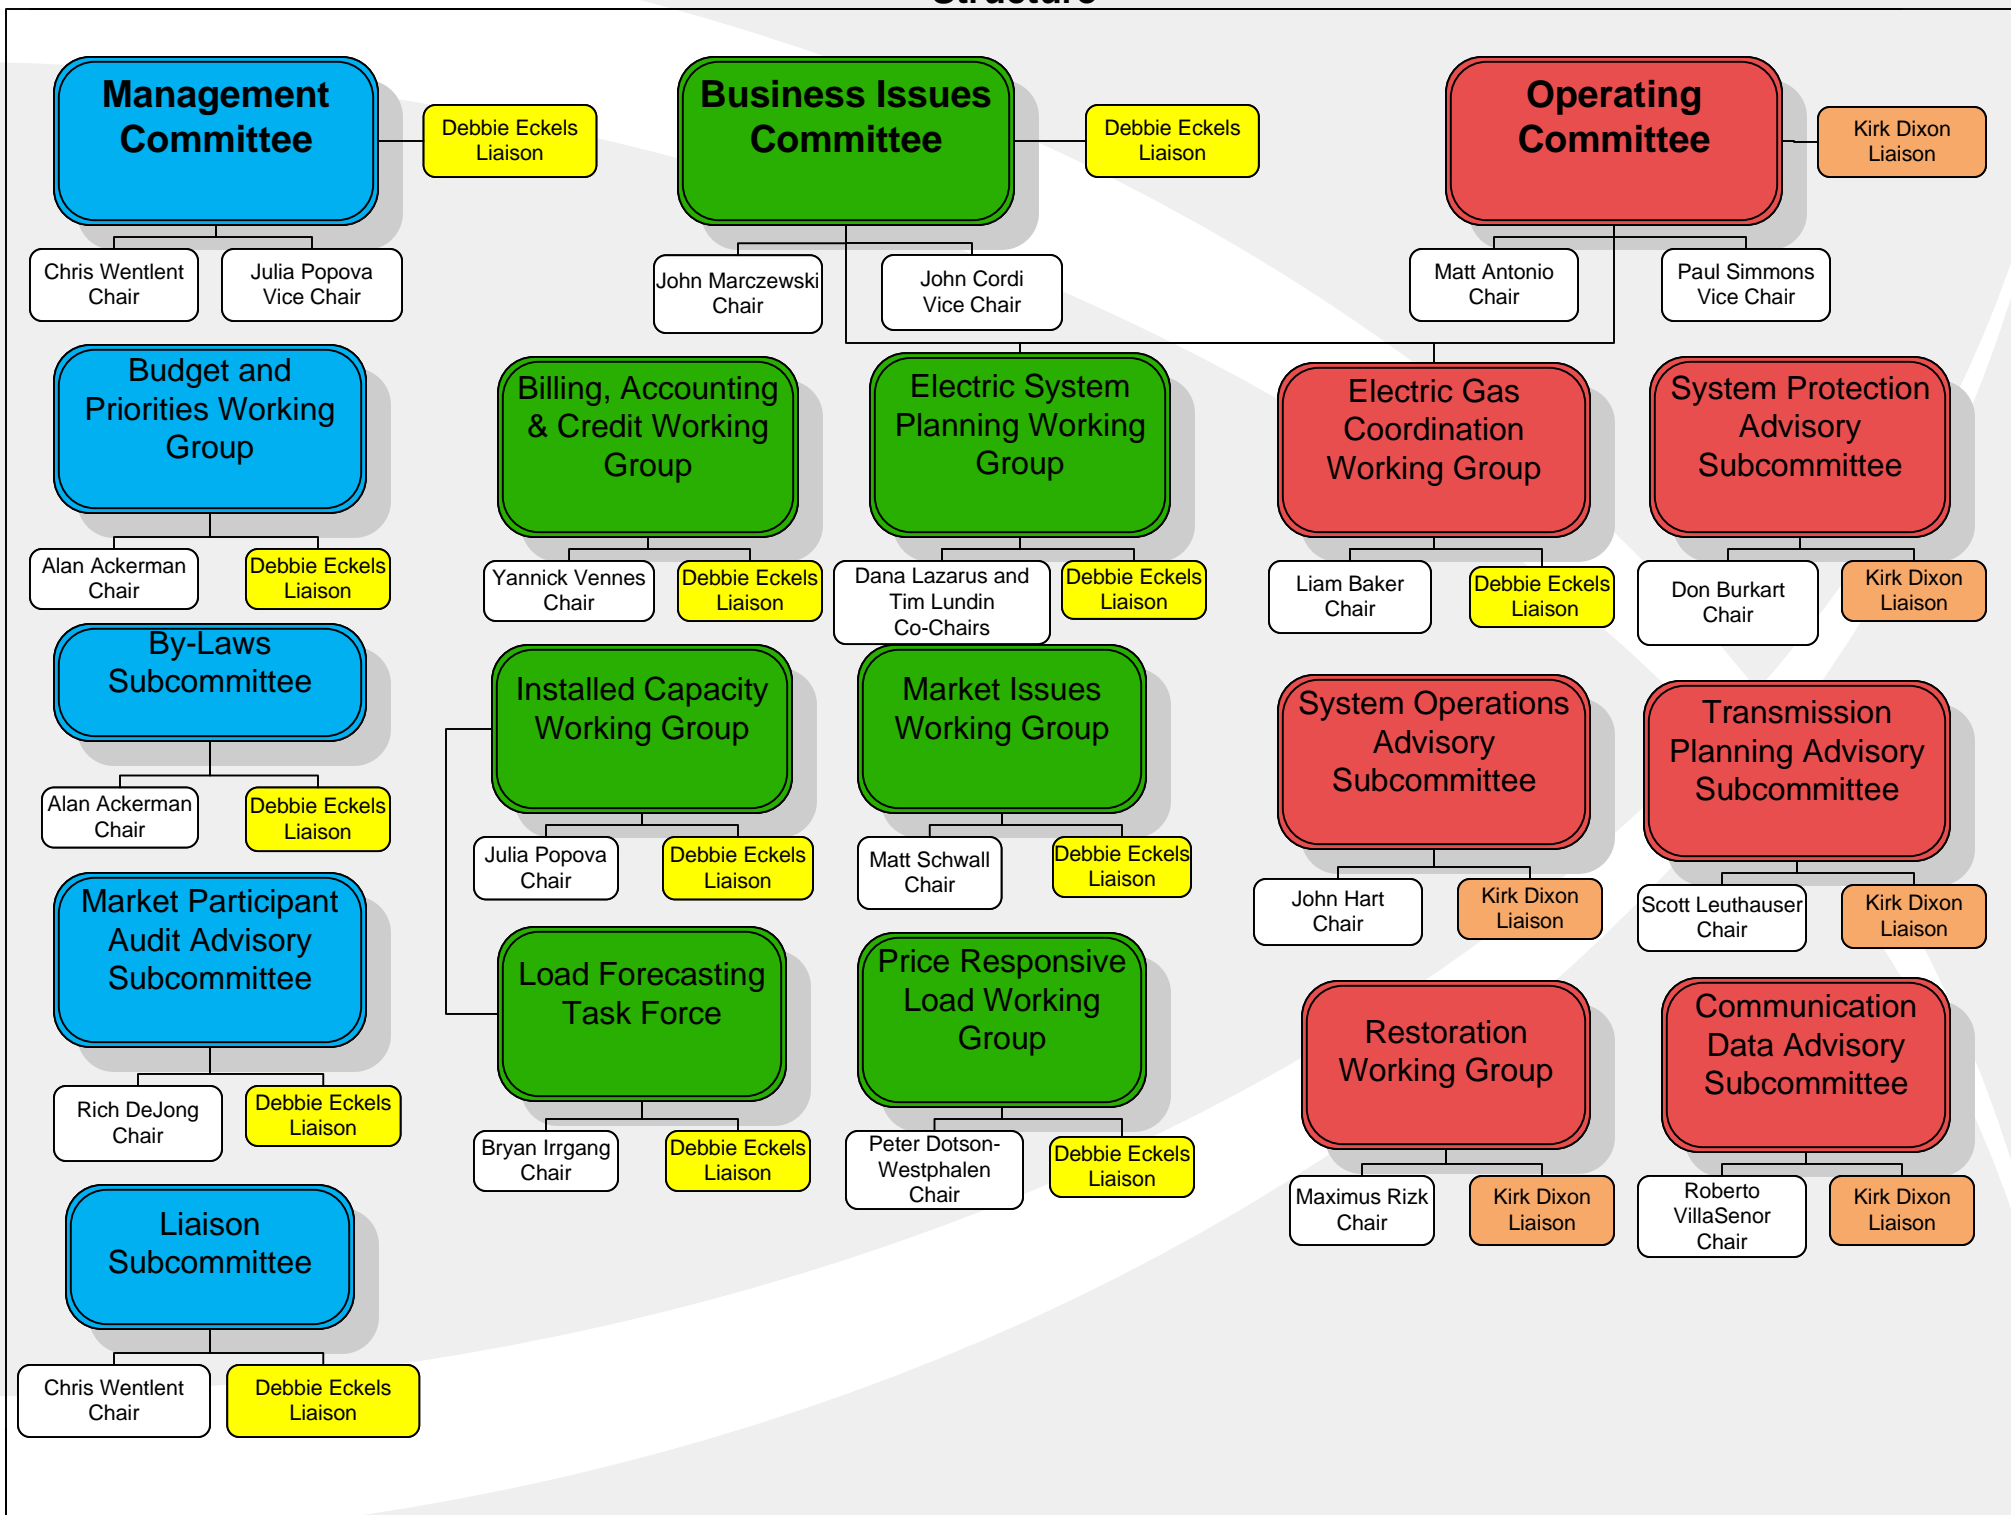 Structure
Management
Committee
Debbie Eckels
Liaison
Chris Wentlent
Chair
Julia Popova
Vice Chair
Business Issues
Committee
Debbie Eckels
Liaison
John Marczewski
Chair
John Cordi
Vice Chair
Operating
Committee
Kirk Dixon
Liaison
Matt Antonio
Chair
Paul Simmons
Vice Chair
Budget and
Priorities Working
Group
Alan Ackerman
Chair
Debbie Eckels
Liaison
Billing, Accounting
& Credit Working
Group
Yannick Vennes
Chair
Debbie Eckels
Liaison
Electric System
Planning Working
Group
Dana Lazarus and
Tim Lundin
Co-Chairs
Debbie Eckels
Liaison
Electric Gas
Coordination
Working Group
Liam Baker
Chair
Debbie Eckels
Liaison
System Protection
Advisory
Subcommittee
Don Burkart
Chair
Kirk Dixon
Liaison
By-Laws
Subcommittee
Alan Ackerman
Chair
Debbie Eckels
Liaison
Installed Capacity
Working Group
Julia Popova
Chair
Debbie Eckels
Liaison
Market Issues
Working Group
Matt Schwall
Chair
Debbie Eckels
Liaison
System Operations
Advisory
Subcommittee
John Hart
Chair
Kirk Dixon
Liaison
Transmission
Planning Advisory
Subcommittee
Scott Leuthauser
Chair
Kirk Dixon
Liaison
Market Participant
Audit Advisory
Subcommittee
Rich DeJong
Chair
Debbie Eckels
Liaison
Load Forecasting
Task Force
Bryan Irrgang
Chair
Debbie Eckels
Liaison
Price Responsive
Load Working
Group
Peter Dotson-
Westphalen
Chair
Debbie Eckels
Liaison
Restoration
Working Group
Maximus Rizk
Chair
Kirk Dixon
Liaison
Communication
Data Advisory
Subcommittee
Roberto
VillaSenor
Chair
Kirk Dixon
Liaison
Liaison
Subcommittee
Chris Wentlent
Chair
Debbie Eckels
Liaison